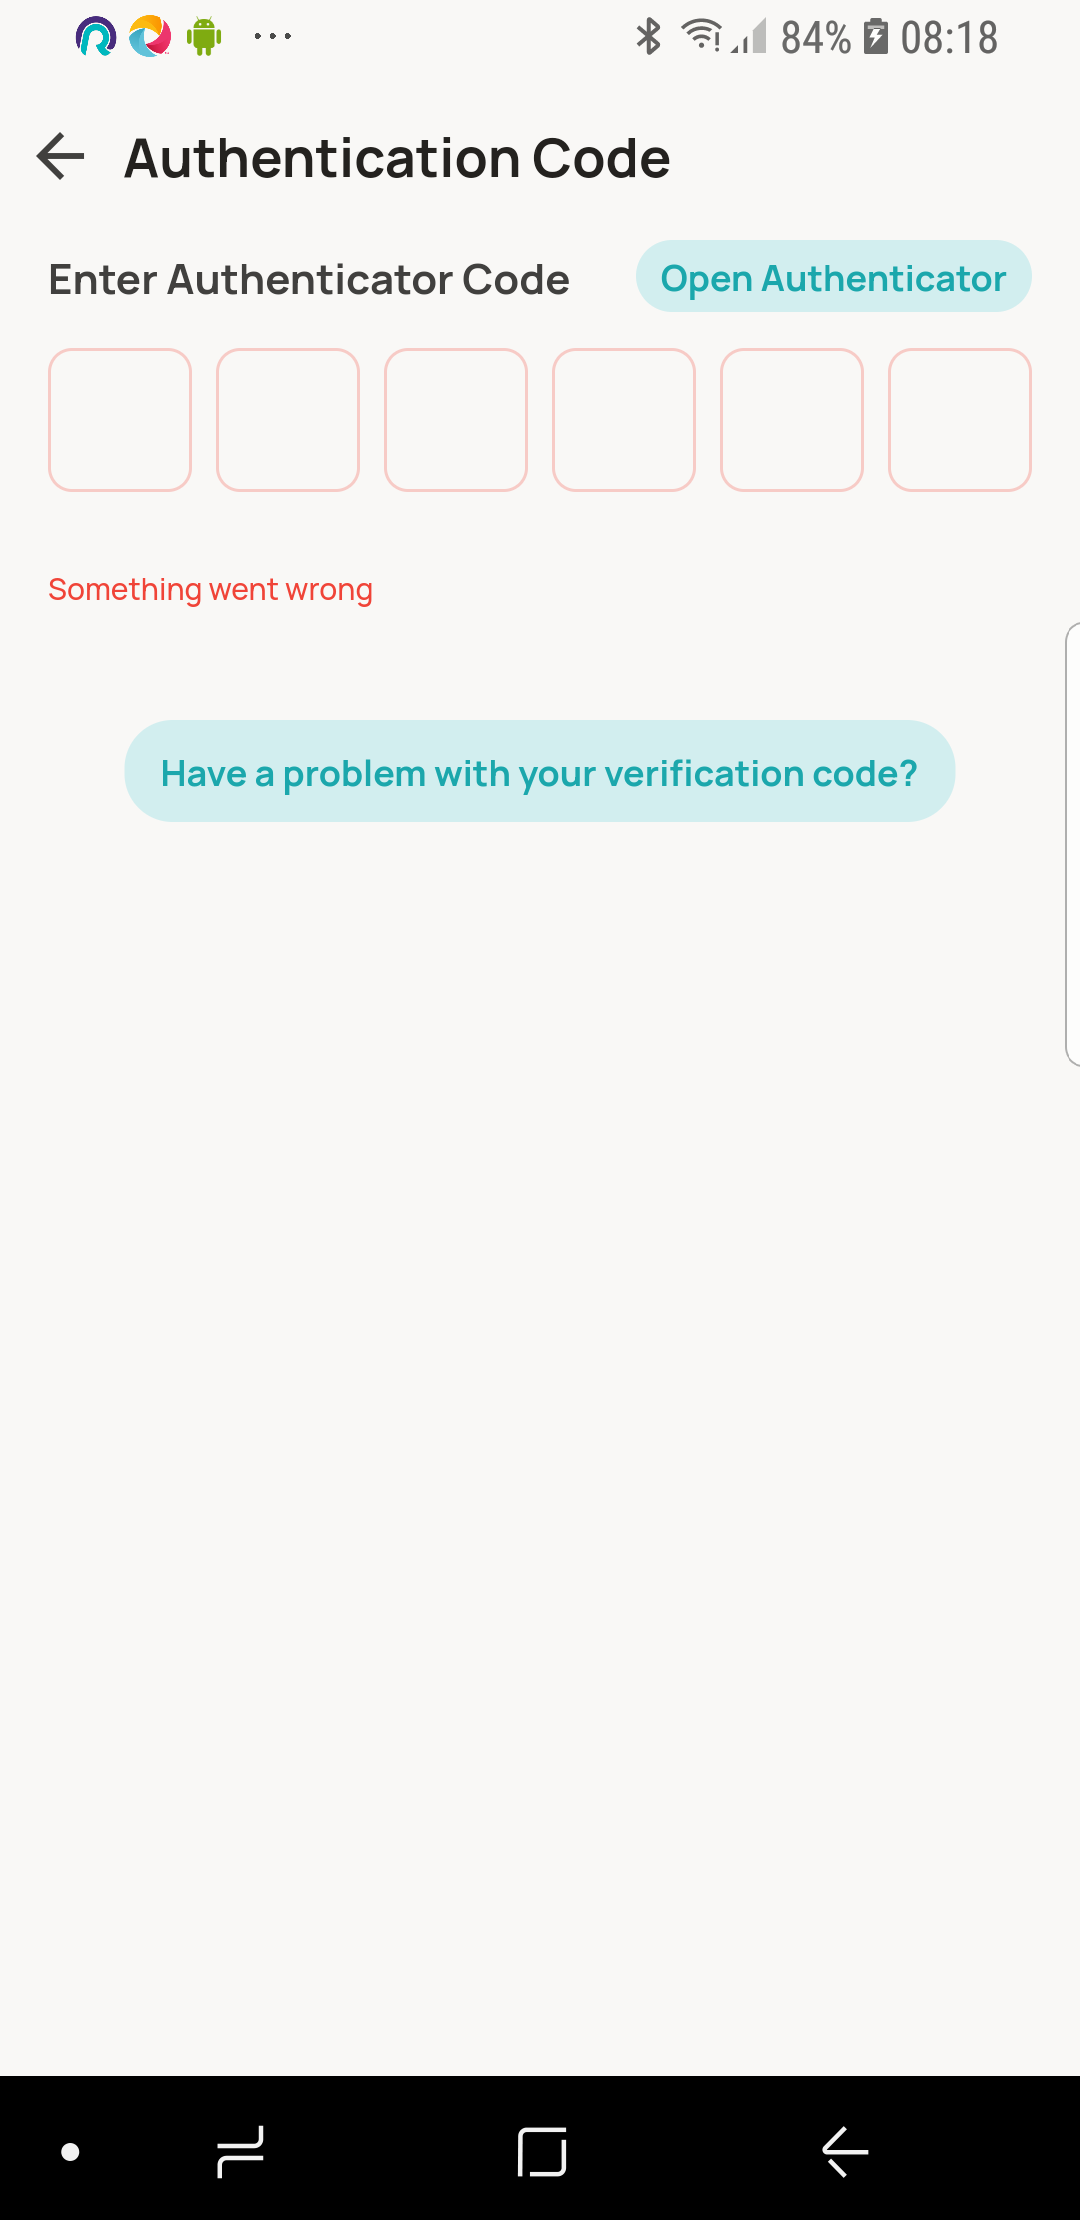 84% 08:18
Authentication Code
Enter Authenticator Code
Open Authenticator
Something went wrong
Have a problem with your verification code?